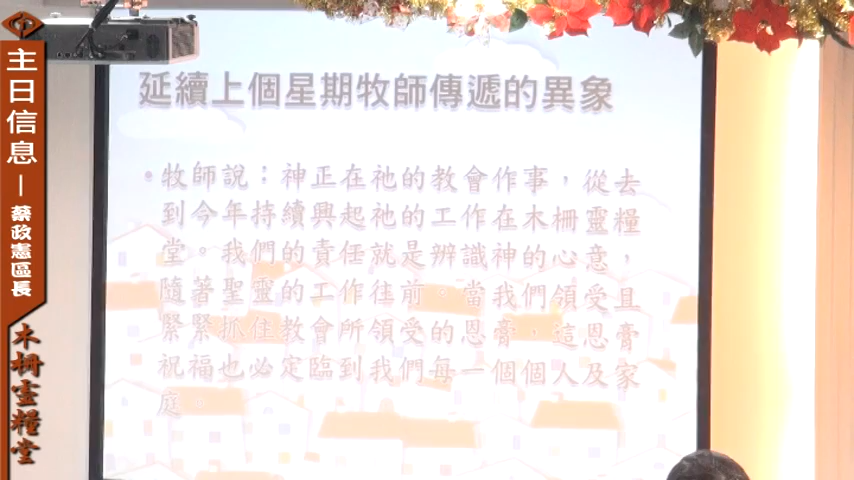 主日信息
蔡政憲區長
木柵靈糧堂
延續上個星期牧師傳遞的異象
•牧師說：神正在祂的教會作事，從去
到今年持續興起祂的工作在木柵靈糧
堂。我們的責任就是辨識神的心意，
隨著聖靈的工作往前。當我們領受且
緊緊抓住教會所領受的恩膏，這恩膏
祝福也必定臨到我們每一個個人及家
庭。